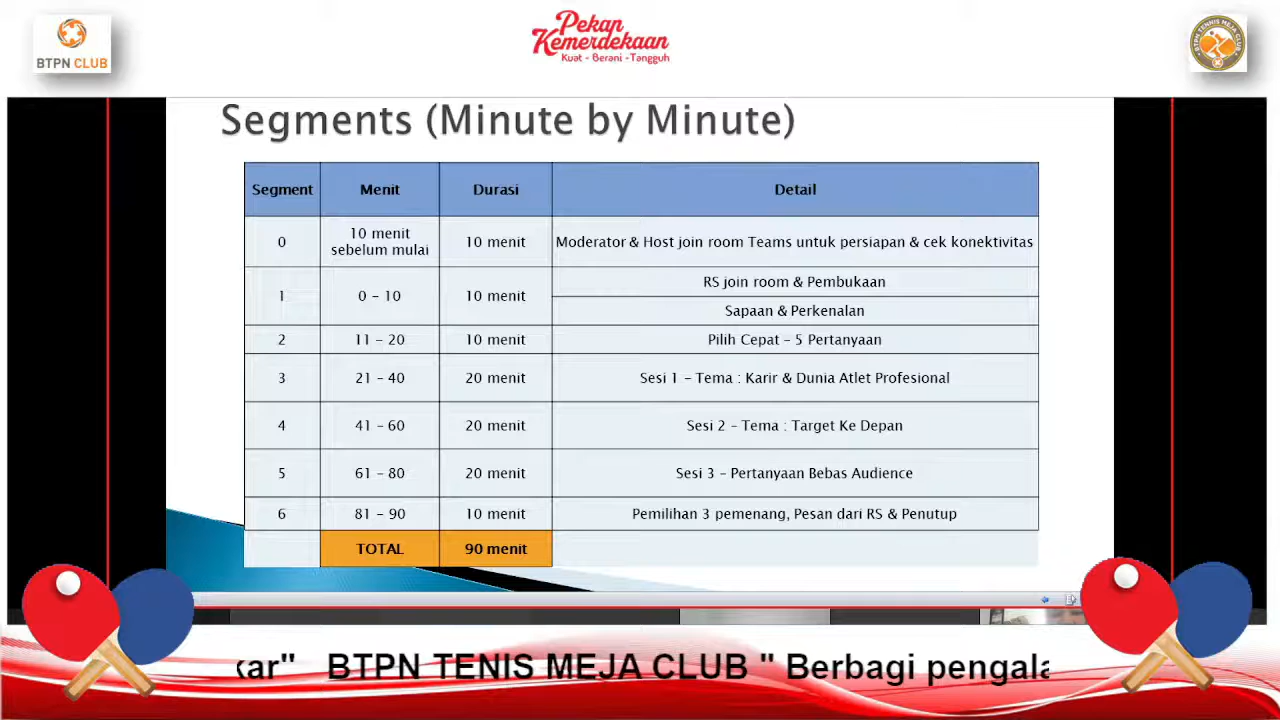 Pekan
Kemerdekaan
Kuat - Berani - Tangguh
BTPN CLUB
BTPN TENNIS MEJA CLUB
Segments (Minute by Minute)
Segment Menit Durasi Detail
0 10 menit sebelum mulai 10 menit Moderator & Host join room Teams untuk persiapan & cek konektivitas
1 0 - 10 10 menit RS join room & Pembukaan
Sapaan & Perkenalan
2 11 - 20 10 menit Pilih Cepat - 5 Pertanyaan
3 21 - 40 20 menit Sesi 1 - Tema : Karir & Dunia Atlet Profesional
4 41 - 60 20 menit Sesi 2 - Tema : Target Ke Depan
5 61 - 80 20 menit Sesi 3 - Pertanyaan Bebas Audience
6 81 - 90 10 menit Pemilihan 3 pemenang, Pesan dari RS & Penutup
TOTAL 90 menit
kar" BTPN TENIS MEJA CLUB " Berbagi pengala